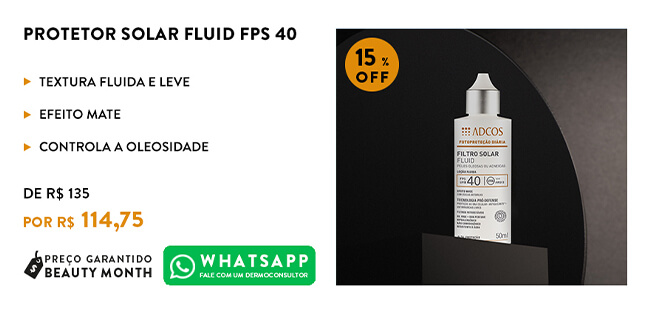 PROTETOR SOLAR FLUID FPS 40
TEXTURA FLUIDA E LEVE
EFEITO MATE
CONTROLA A OLEOSIDADE
DE R$ 135
POR R$ 114,75
PREÇO GARANTIDO
BEAUTY MONTH
WHATSAPP
FALE COM UM DERMOCONSULTOR
15 %
OFF
ADCOS
FOTOPROTEÇÃO DIÁRIA
FILTRO SOLAR
FLUID
40
50ml